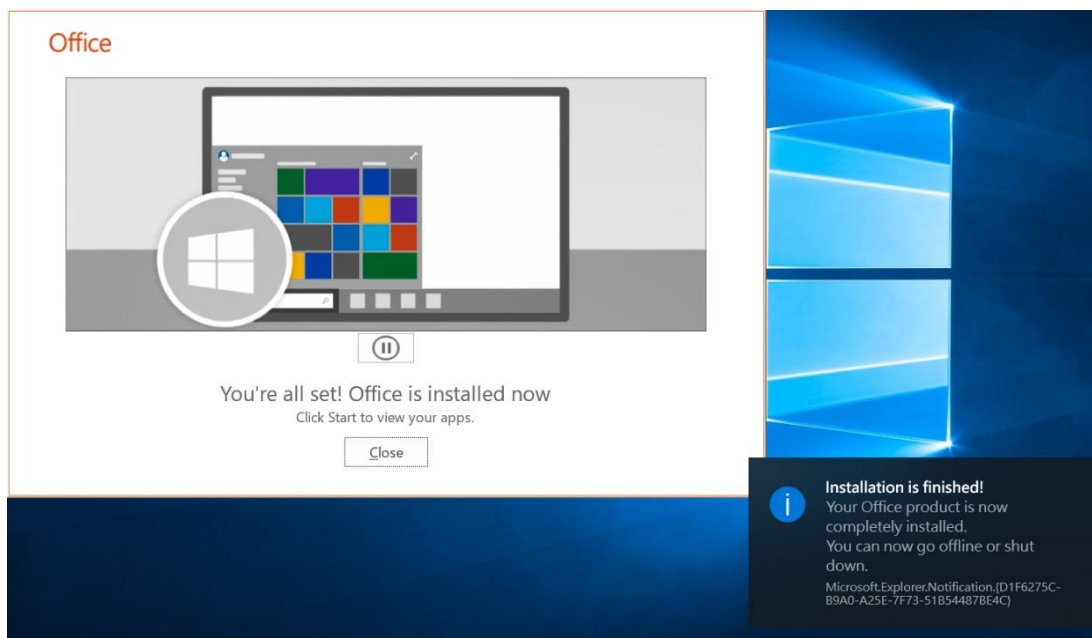 Office
You're all set! Office is installed now
Click Start to view your apps.
Close
Installation is finished!
Your Office product is now
completely installed.
You can now go offline or shut
down.
Microsoft.Explorer.Notification.{D1F6275C-
B9A0-A25E-7F73-51B54487BE4C}